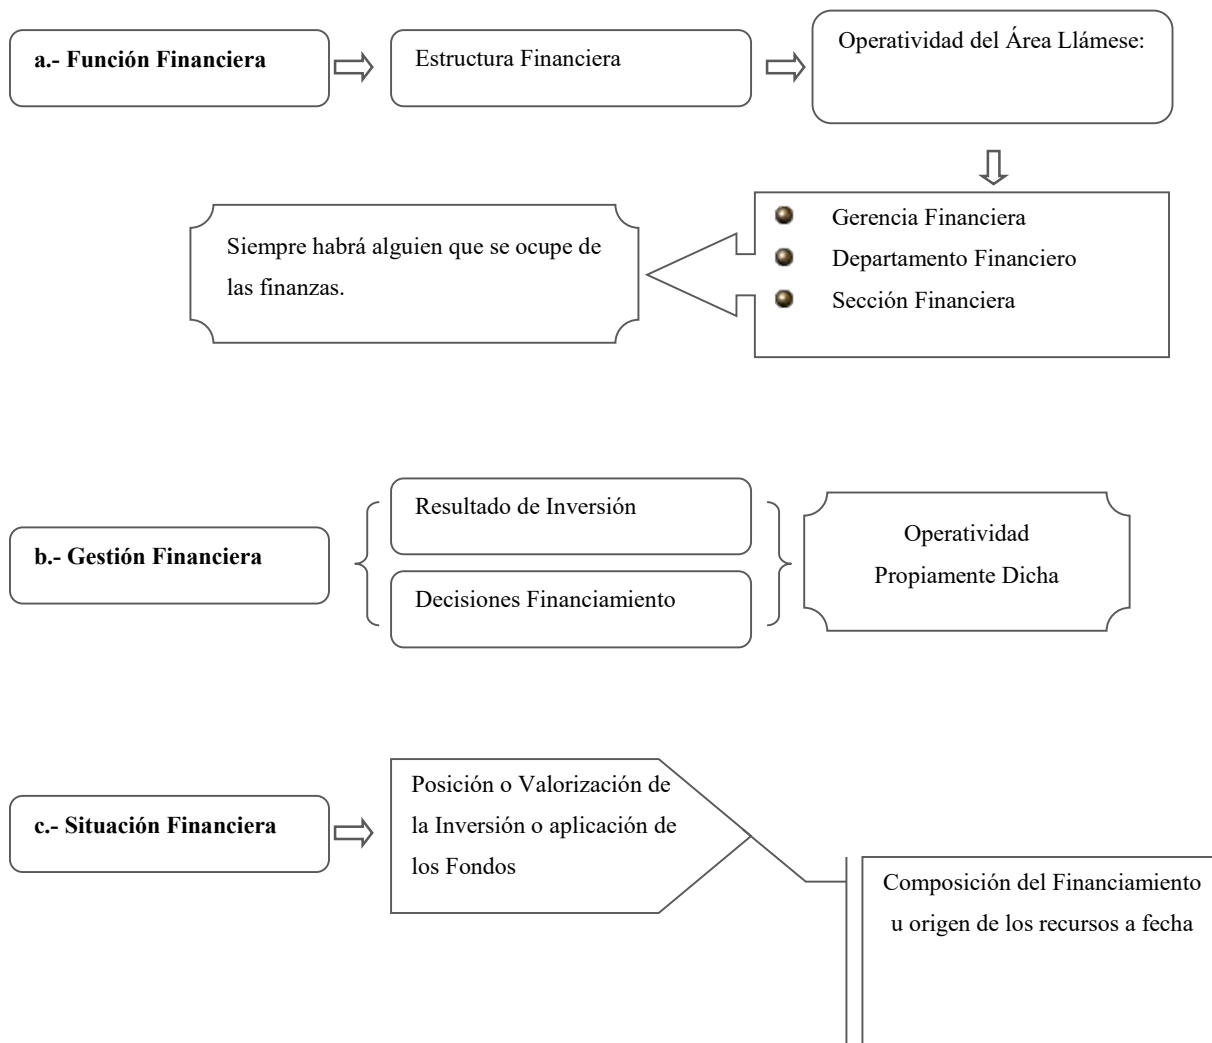 a.- Función Financiera
Estructura Financiera
Operatividad del Área Llámese:
Gerencia Financiera
Departamento Financiero
Sección Financiera
Siempre habrá alguien que se ocupe de
las finanzas.
b.- Gestión Financiera
Resultado de Inversión
Decisiones Financiamiento
Operatividad
Propiamente Dicha
c.- Situación Financiera
Posición o Valorización de
la Inversión o aplicación de
los Fondos
Composición del Financiamiento
u origen de los recursos a fecha